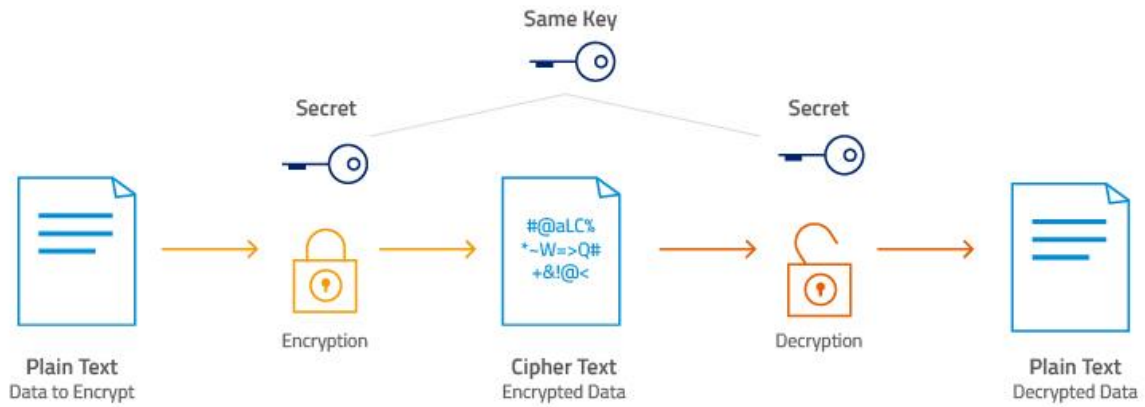 Same Key
Secret
Secret
#@aLC%
*~W=>Q#
+&!@<
Encryption
Decryption
Plain Text
Data to Encrypt
Cipher Text
Encrypted Data
Plain Text
Decrypted Data